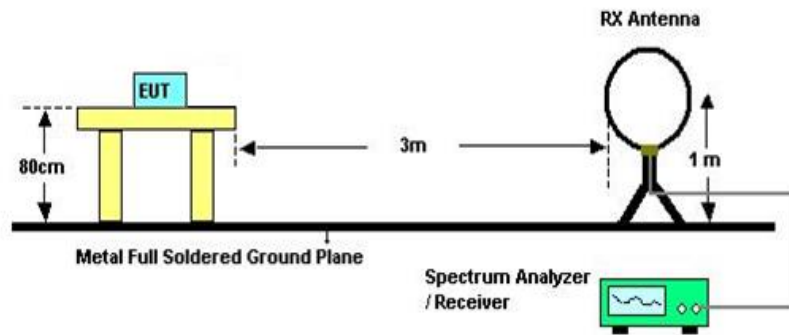 RX Antenna
EUT
80cm
3m
1 m
Metal Full Soldered Ground Plane
Spectrum Analyzer
/ Receiver